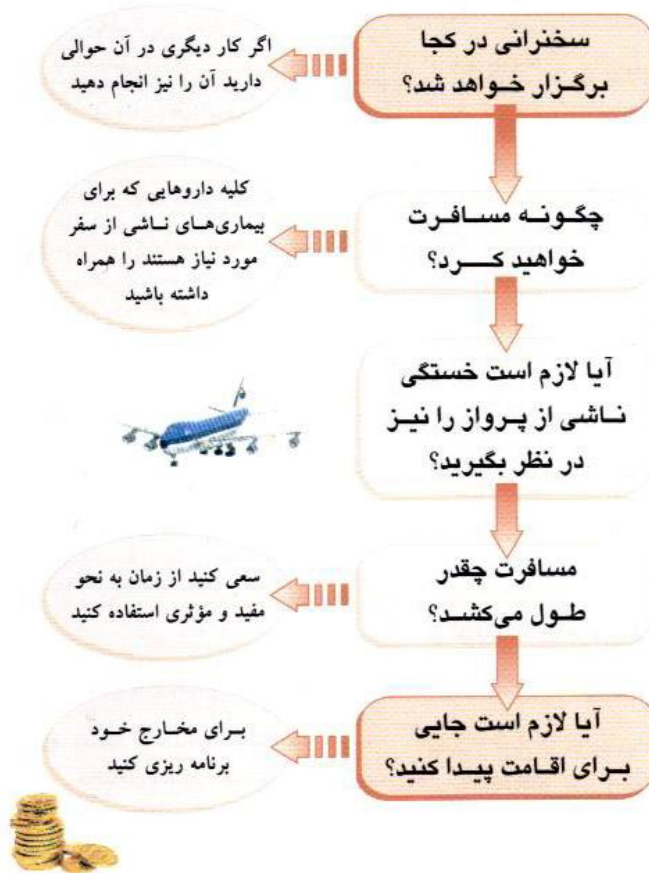 سخنرانی در کجا
برگزار خواهد شد؟
اگر کار دیگری در آن حوالی
دارید آن را نیز انجام دهید
چگونه مسافرت
خواهید کرد؟
کلیه داروهایی که برای
بیماری‌های ناشی از سفر
مورد نیاز هستند را همراه
داشته باشید
آیا لازم است خستگی
ناشی از پرواز را نیز
در نظر بگیرید؟
مسافرت چقدر
طول می‌کشد؟
سعی کنید از زمان به نحو
مفید و مؤثری استفاده کنید
آیا لازم است جایی
برای اقامت پیدا کنید؟
برای مخارج خود
برنامه ریزی کنید